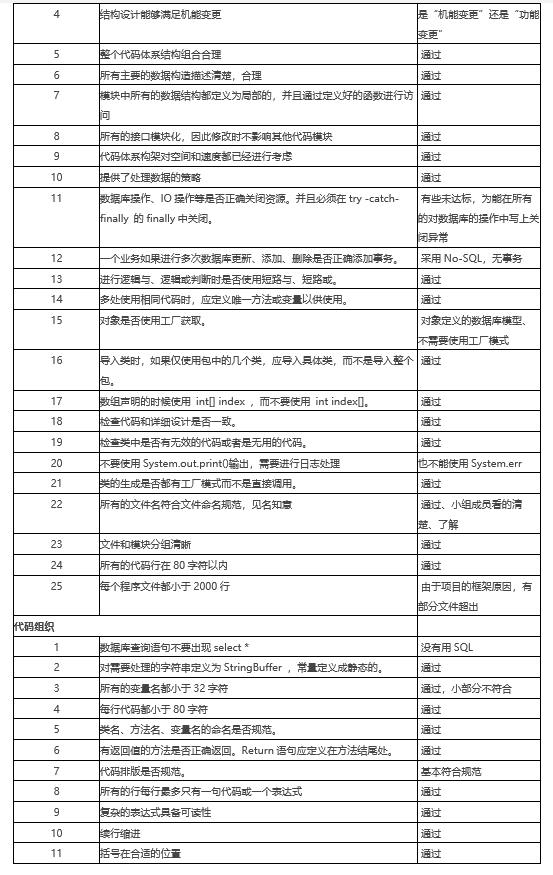 4 结构设计能够满足机能变更 是“机能变更”还是“功能
变更”
5 整个代码体系结构组合合理 通过
6 所有主要的数据构造描述清楚，合理 通过
7 模块中所有的数据结构都定义为局部的，并且通过定义好的函数进行访 通过
问
8 所有的接口模块化，因此修改时不影响其他代码模块 通过
9 代码体系构架对空间和速度都已经进行考虑 通过
10 提供了处理数据的策略 通过
11 数据库操作、IO 操作等是否正确关闭资源。并且必须在 try -catch- 有些未达标，为能在所有
finally 的 finally 中关闭。 的对数据库的操作中写上关
闭异常
12 一个业务如果进行多次数据库更新、添加、删除是否正确添加事务。 采用 No-SQL，无事务
13 进行逻辑与、逻辑或判断时是否使用短路与、短路或。 通过
14 多处使用相同代码时，应定义唯一方法或变量以供使用。 通过
15 对象是否使用工厂获取。 对象定义的数据库模型、
不需要使用工厂模式
16 导入类时，如果仅使用包中的几个类，应导入具体类，而不是导入整个 通过
包。
17 数组声明的时候使用 int[] index ，而不要使用 int index[]。 通过
18 检查代码和详细设计是否一致。 通过
19 检查类中是否有无效的代码或者是无用的代码。 通过
20 不要使用 System.out.print()输出，需要进行日志处理 也不能使用 System.err
21 类的生成是否都有工厂模式而不是直接调用。 通过
22 所有的文件名符合文件命名规范，见名知意 通过、小组成员看的清
楚、了解
23 文件和模块分组清晰 通过
24 所有的代码行在 80 字符以内 通过
25 每个程序文件都小于 2000 行 由于项目的框架原因，有
部分文件超出
代码组织
1 数据库查询语句不要出现 select * 没有用 SQL
2 对需要处理的字符串定义为 StringBuffer ，常量定义成静态的。 通过
3 所有的变量名都小于 32 字符 通过，小部分不符合
4 每行代码都小于 80 字符 通过
5 类名、方法名、变量名的命名是否规范。 通过
6 有返回值的方法是否正确返回。Return 语句应定义在方法结尾处。 通过
7 代码排版是否规范。 基本符合规范
8 所有的行每行最多只有一句代码或一个表达式 通过
9 复杂的表达式具备可读性 通过
10 续行缩进 通过
11 括号在合适的位置 通过